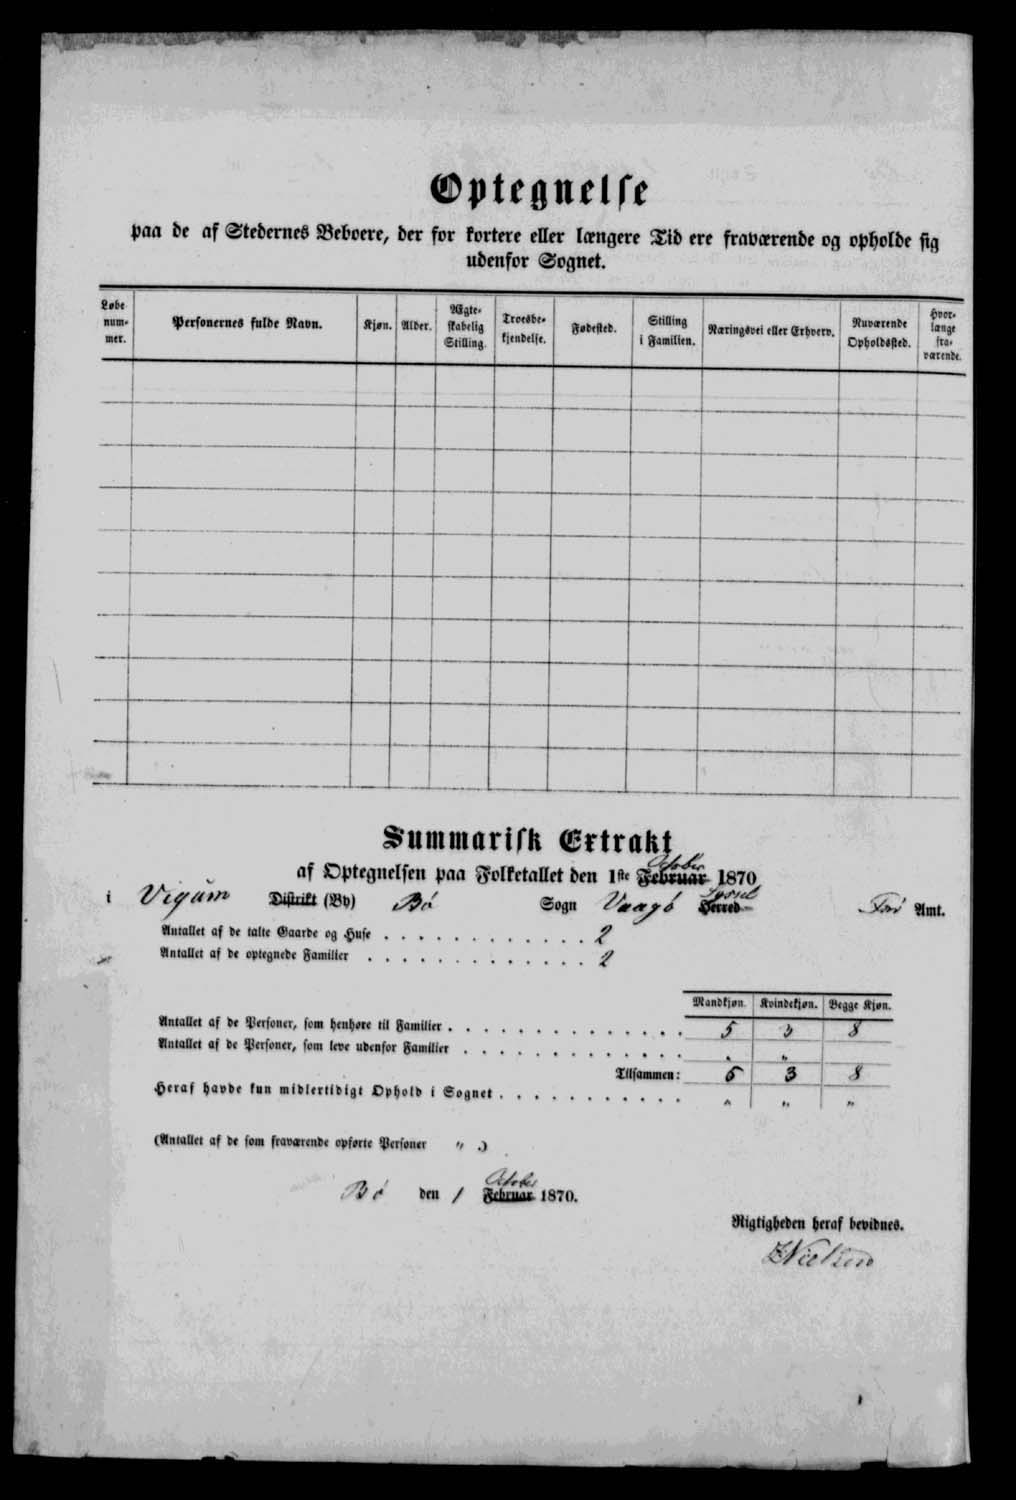 Optegnelse
paa de af Stedernes Beboere, der for kortere eller længere Tid ere fraværende og opholde sig
udenfor Sognet.
Løbe
num-
mer.
Personernes fulde Navn.
Kjøn.
Alder.
Ægte-
skabelig
Stilling.
Troesbe-
kjendelse.
Fødested.
Stilling
i Familien.
Næringsvei eller Erhverv.
Nuværende
Opholdssted.
Hvor-
længe
fra-
værende.
Summarisk Extrakt
October
af Optegnelsen paa Folketallet den 1ste Februar 1870
i Vigum Distrikt (By) Bø Sogn Vaagø Herred Syssel Færø Amt.
Antallet af de talte Gaarde og Huse . . . . . . . . . . . . . 2
Antallet af de optegnede Familier . . . . . . . . . . . . . . 2
Mandkjøn. Kvindekjøn. Begge Kjøn.
Antallet af de Personer, som henhøre til Familier . . . . . . . . . . . . . . 5 3 8
Antallet af de Personer, som leve udenfor Familier . . . . . . . . . . . . . " "
Tilsammen: 5 3 8
Heraf havde kun midlertidigt Ophold i Sognet . . . . . . . . . . . " " "
(Antallet af de som fraværende opførte Personer " )
October
Bø den 1 Februar 1870.
Rigtigheden heraf bevidnes.
Nielsen